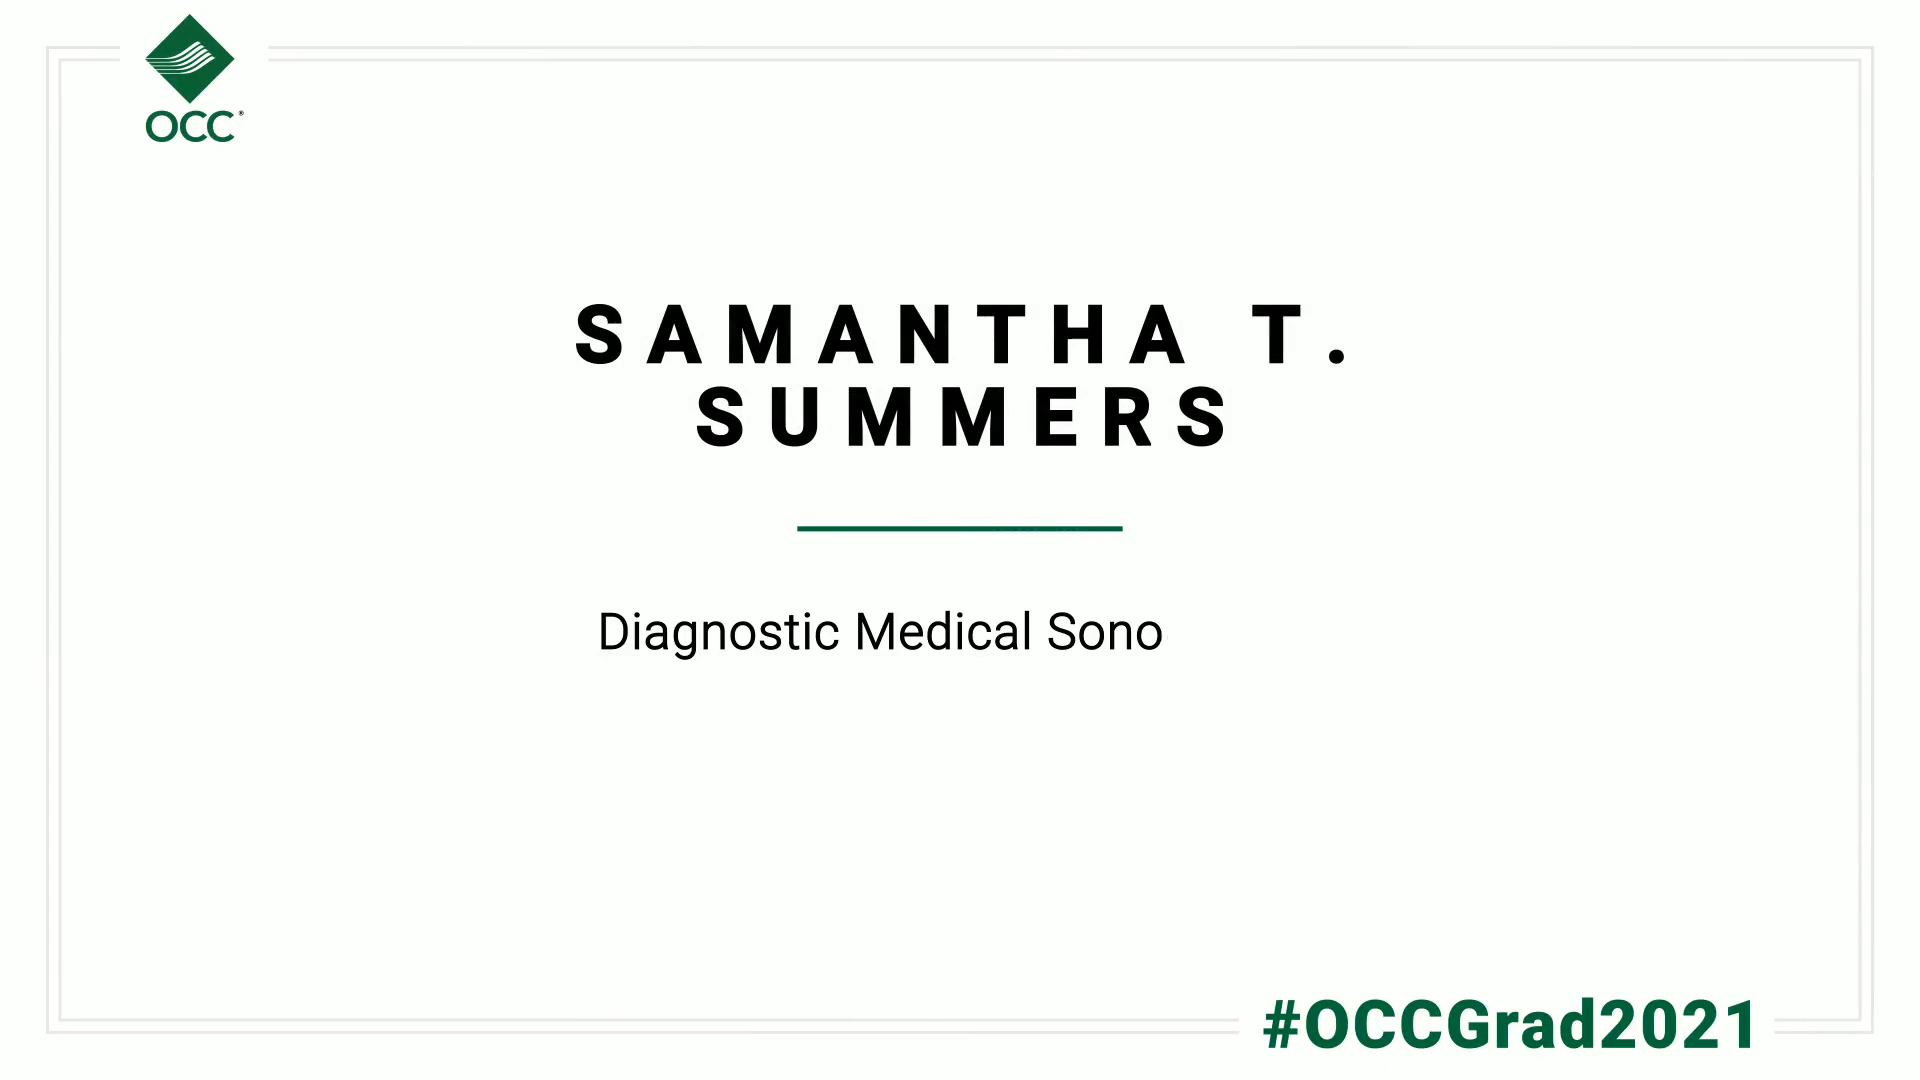 OCC®
SAMANTHA T.
SUMMERS
Diagnostic Medical Sono
#OCCGrad2021